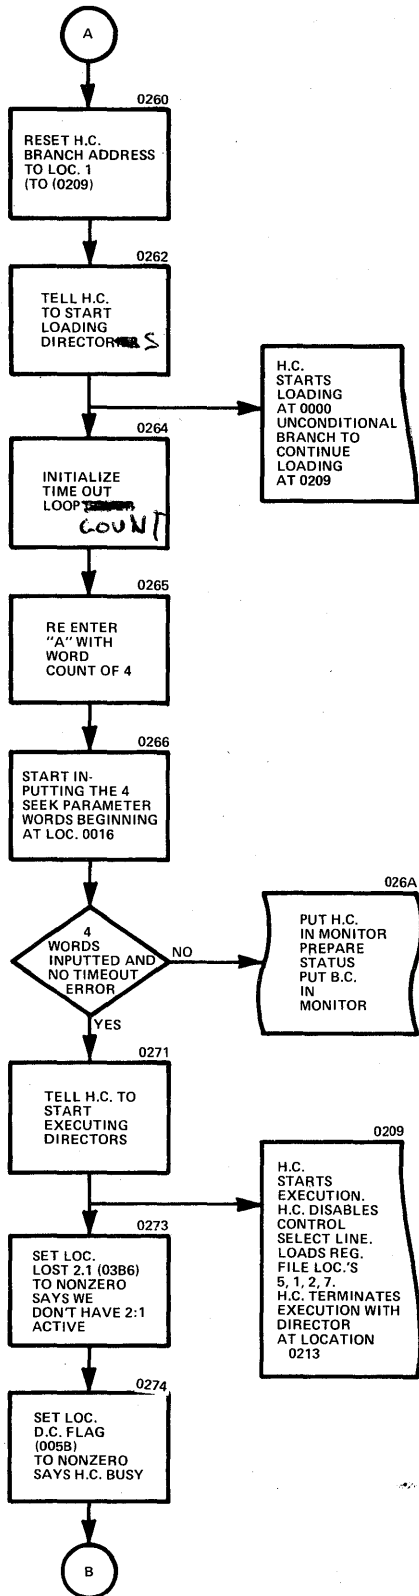 A
0260
RESET H.C.
BRANCH ADDRESS
TO LOC. 1
(TO (0209)
0262
TELL H.C.
TO START
LOADING
DIRECTORS
H.C.
STARTS
LOADING
AT 0000
UNCONDITIONAL
BRANCH TO
CONTINUE
LOADING
AT 0209
0264
INITIALIZE
TIME OUT
LOOP
COUNT
0265
RE ENTER
"A" WITH
WORD
COUNT OF 4
0266
START IN-
PUTTING THE 4
SEEK PARAMETER
WORDS BEGINNING
AT LOC. 0016
4
WORDS
INPUTTED AND
NO TIMEOUT
ERROR
NO
026A
PUT H.C.
IN MONITOR
PREPARE
STATUS
PUT B.C.
IN
MONITOR
YES
0271
TELL H.C. TO
START
EXECUTING
DIRECTORS
0209
H.C.
STARTS
EXECUTION.
H.C. DISABLES
CONTROL
SELECT LINE.
LOADS REG.
FILE LOC.'S
5, 1, 2, 7.
H.C. TERMINATES
EXECUTION WITH
DIRECTOR
AT LOCATION
0213
0273
SET LOC.
LOST 2.1 (03B6)
TO NONZERO
SAYS WE
DON'T HAVE 2:1
ACTIVE
0274
SET LOC.
D.C. FLAG
(005B)
TO NONZERO
SAYS H.C. BUSY
B